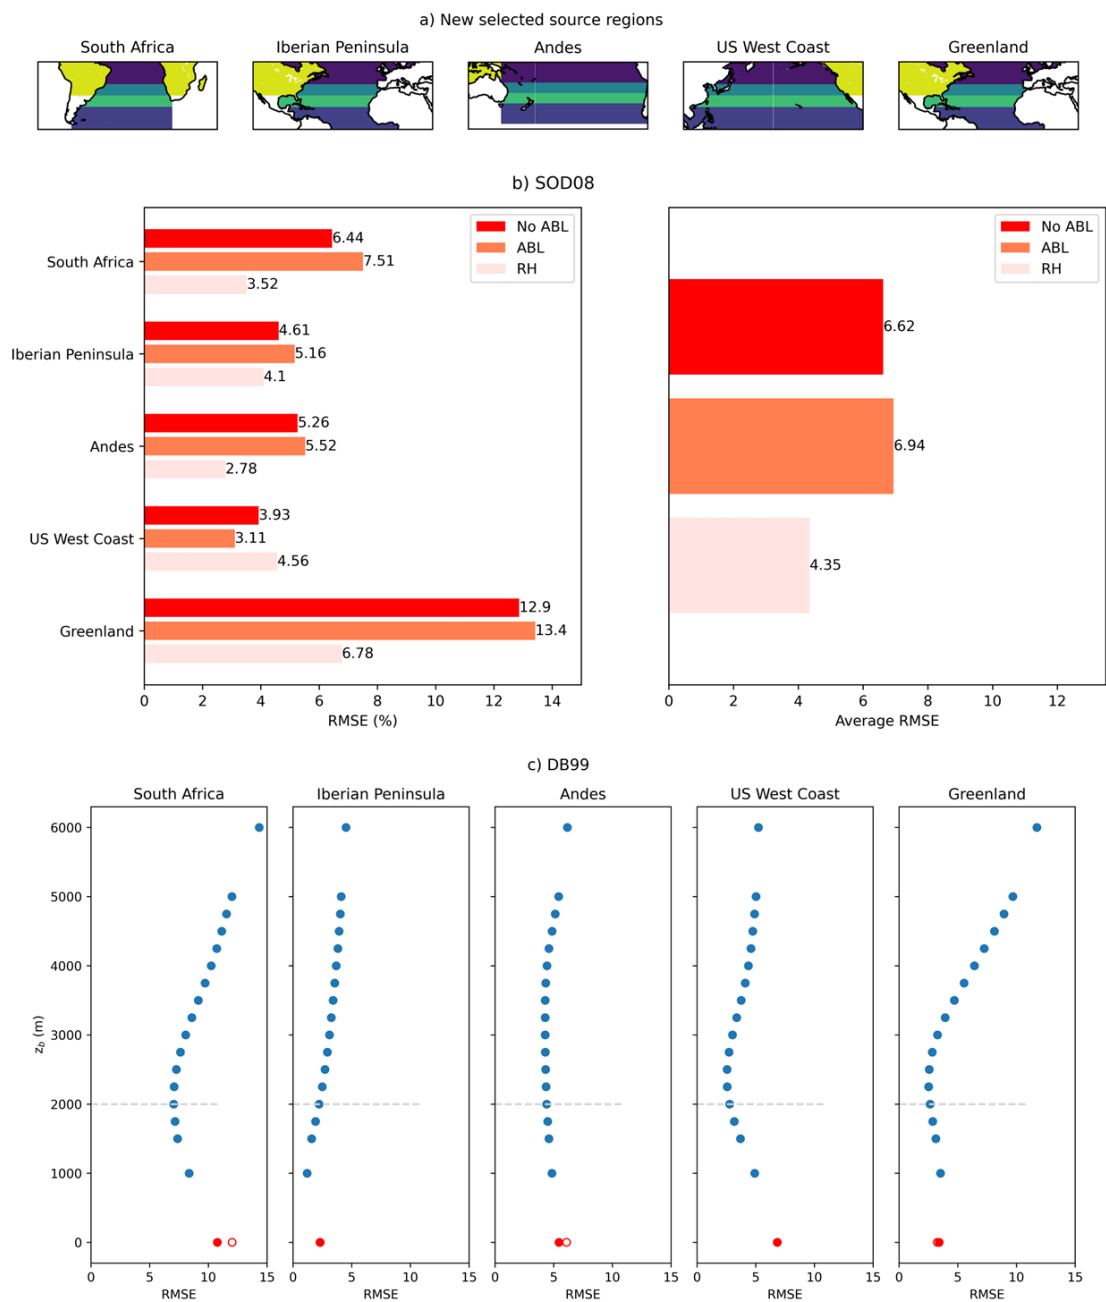 a) New selected source regions
South Africa Iberian Peninsula Andes US West Coast Greenland
b) SOD08
No ABL
ABL
RH
South Africa
6.44
7.51
3.52
Iberian Peninsula
4.61
5.16
4.1
Andes
5.26
5.52
2.78
US West Coast
3.93
3.11
4.56
Greenland
12.9
13.4
6.78
0 2 4 6 8 10 12 14
RMSE (%)
No ABL
ABL
RH
6.62
6.94
4.35
0 2 4 6 8 10 12
Average RMSE
c) DB99
South Africa Iberian Peninsula Andes US West Coast Greenland
6000
5000
4000
3000
2000
1000
0
z_b (m)
0 5 10 15 0 5 10 15 0 5 10 15 0 5 10 15 0 5 10 15
RMSE RMSE RMSE RMSE RMSE